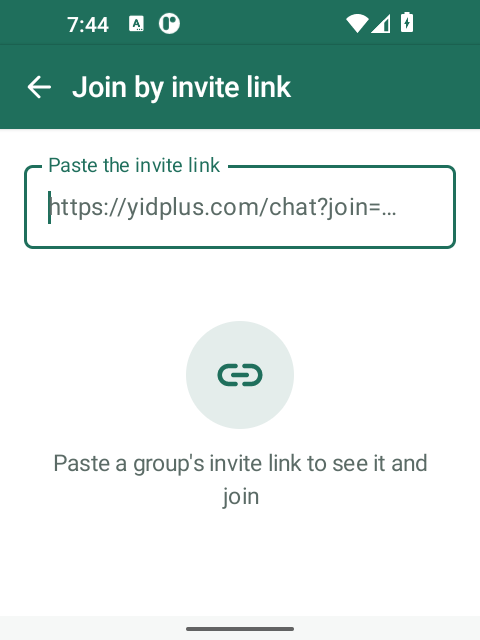 7:44
Join by invite link
Paste the invite link
https://yidplus.com/chat?join=…
Paste a group's invite link to see it and
join